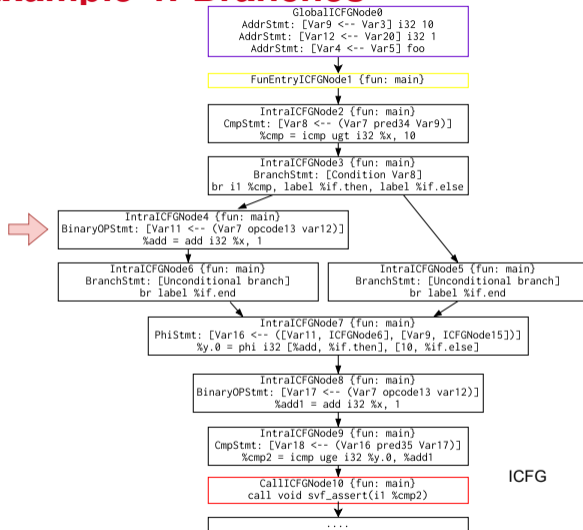 GlobalICFGNode0
AddrStmt: [Var9 <-- Var3] i32 10
AddrStmt: [Var12 <-- Var20] i32 1
AddrStmt: [Var4 <-- Var5] foo
FunEntryICFGNode1 {fun: main}
IntraICFGNode2 {fun: main}
CmpStmt: [Var8 <-- (Var7 pred34 Var9)]
%cmp = icmp ugt i32 %x, 10
IntraICFGNode3 {fun: main}
BranchStmt: [Condition Var8]
br i1 %cmp, label %if.then, label %if.else
IntraICFGNode4 {fun: main}
BinaryOPStmt: [Var11 <-- (Var7 opcode13 var12)]
%add = add i32 %x, 1
IntraICFGNode6 {fun: main}
BranchStmt: [Unconditional branch]
br label %if.end
IntraICFGNode5 {fun: main}
BranchStmt: [Unconditional branch]
br label %if.end
IntraICFGNode7 {fun: main}
PhiStmt: [Var16 <-- ([Var11, ICFGNode6], [Var9, ICFGNode15])]
%y.0 = phi i32 [%add, %if.then], [10, %if.else]
IntraICFGNode8 {fun: main}
BinaryOPStmt: [Var17 <-- (Var7 opcode13 var12)]
%add1 = add i32 %x, 1
IntraICFGNode9 {fun: main}
CmpStmt: [Var18 <-- (Var16 pred35 Var17)]
%cmp2 = icmp uge i32 %y.0, %add1
ICFG
CallICFGNode10 {fun: main}
call void svf_assert(i1 %cmp2)
....